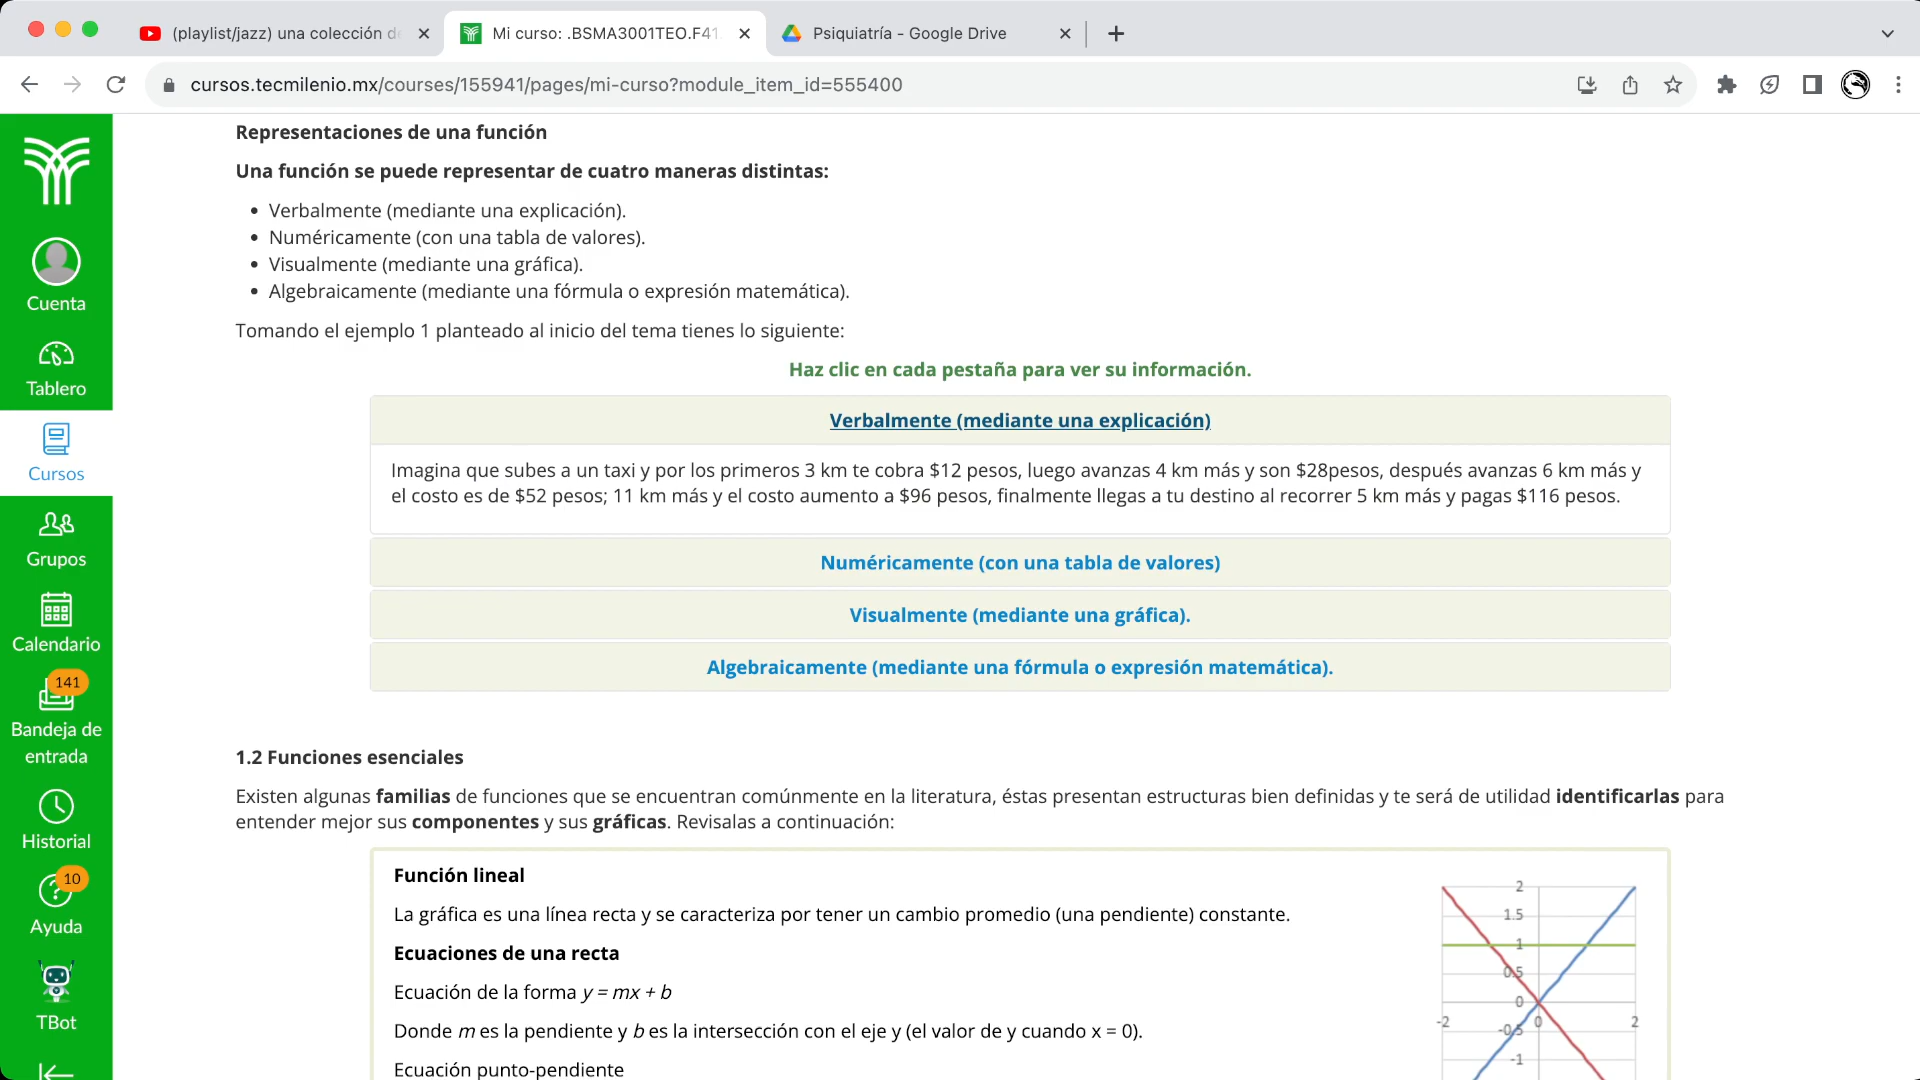 (playlist/jazz) una colección de
Mi curso: .BSMA3001TEO.F41.
Psiquiatría - Google Drive
cursos.tecmilenio.mx/courses/155941/pages/mi-curso?module_item_id=555400
Cuenta
Tablero
Cursos
Grupos
Calendario
141
Bandeja de
entrada
Historial
10
Ayuda
TBot
Representaciones de una función
Una función se puede representar de cuatro maneras distintas:
• Verbalmente (mediante una explicación).
• Numéricamente (con una tabla de valores).
• Visualmente (mediante una gráfica).
• Algebraicamente (mediante una fórmula o expresión matemática).
Tomando el ejemplo 1 planteado al inicio del tema tienes lo siguiente:
Haz clic en cada pestaña para ver su información.
Verbalmente (mediante una explicación)
Imagina que subes a un taxi y por los primeros 3 km te cobra $12 pesos, luego avanzas 4 km más y son $28pesos, después avanzas 6 km más y
el costo es de $52 pesos; 11 km más y el costo aumento a $96 pesos, finalmente llegas a tu destino al recorrer 5 km más y pagas $116 pesos.
Numéricamente (con una tabla de valores)
Visualmente (mediante una gráfica).
Algebraicamente (mediante una fórmula o expresión matemática).
1.2 Funciones esenciales
Existen algunas familias de funciones que se encuentran comúnmente en la literatura, éstas presentan estructuras bien definidas y te será de utilidad identificarlas para
entender mejor sus componentes y sus gráficas. Revisalas a continuación:
Función lineal
La gráfica es una línea recta y se caracteriza por tener un cambio promedio (una pendiente) constante.
Ecuaciones de una recta
Ecuación de la forma y = mx + b
Donde m es la pendiente y b es la intersección con el eje y (el valor de y cuando x = 0).
Ecuación punto-pendiente
2
1.5
1
0.5
0
-2 -0.5 0 2
-1